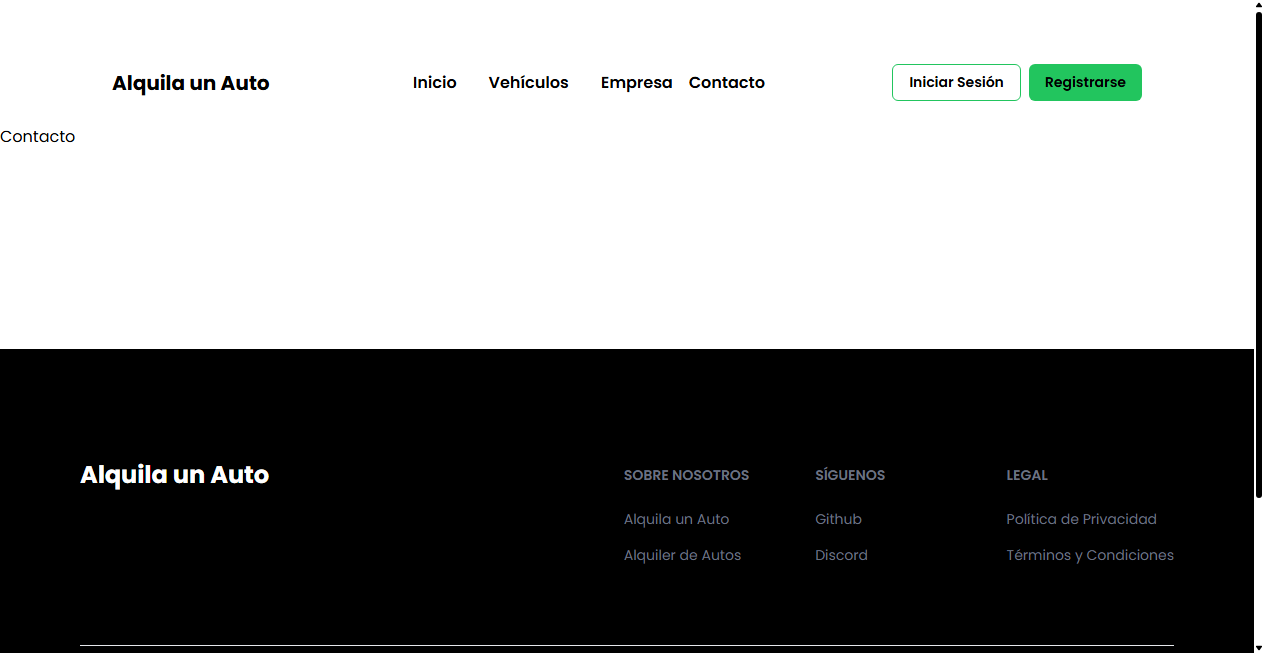 Alquila un Auto
Inicio Vehículos Empresa Contacto
Iniciar Sesión Registrarse
Contacto
Alquila un Auto
SOBRE NOSOTROS
Alquila un Auto
Alquiler de Autos
SÍGUENOS
Github
Discord
LEGAL
Política de Privacidad
Términos y Condiciones